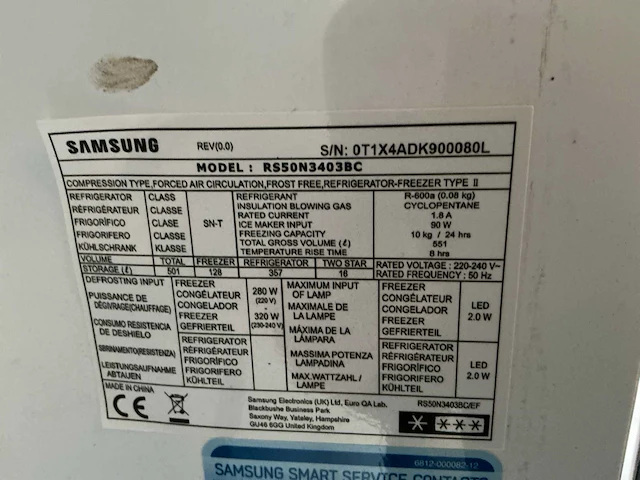 SAMSUNG REV(0.0) S/N: 0T1X4ADK900080L
MODEL : RS50N3403BC
COMPRESSION TYPE,FORCED AIR CIRCULATION,FROST FREE,REFRIGERATOR-FREEZER TYPE II
REFRIGERATOR CLASS REFRIGERANT R-600a (0.08 kg)
RÉFRIGÉRATEUR CLASSE INSULATION BLOWING GAS CYCLOPENTANE
FRIGORÍFICO CLASE SN-T RATED CURRENT 1.8 A
FRIGORIFERO CLASSE ICE MAKER INPUT 90 W
KÜHLSCHRANK KLASSE FREEZING CAPACITY 10 kg / 24 hrs
TOTAL GROSS VOLUME (ℓ) 551
TEMPERATURE RISE TIME 8 hrs
VOLUME TOTAL FREEZER REFRIGERATOR TWO STAR RATED VOLTAGE : 220-240 V~
STORAGE (ℓ) 501 128 357 16 RATED FREQUENCY : 50 Hz
DEFROSTING INPUT
PUISSANCE DE
DÉGIVRAGE(CHAUFFAGE)
CONSUMO RESISTENCIA
DE DESHIELO
SBRINAMENTO(RESISTENZA)
LEISTUNGSAUFNAHME
ABTAUEN
FREEZER
CONGÉLATEUR
CONGELADOR
FREEZER
GEFRIERTEIL
280 W
(220 V)
320 W
(230-240 V)
REFRIGERATOR
RÉFRIGÉRATEUR
FRIGORÍFICO
FRIGORIFERO
KÜHLTEIL
MAXIMUM INPUT
OF LAMP
MAXIMALE DE
LA LAMPE
MÁXIMA DE LA
LÁMPARA
MASSIMA POTENZA
LAMPADINA
MAX.WATTZAHL /
LAMPE
FREEZER
CONGÉLATEUR
CONGELADOR
FREEZER
GEFRIERTEIL
LED
2.0 W
REFRIGERATOR
RÉFRIGÉRATEUR
FRIGORÍFICO
FRIGORIFERO
KÜHLTEIL
LED
2.0 W
MADE IN CHINA
CE
Samsung Electronics (UK) Ltd, Euro QA Lab.
Blackbushe Business Park
Saxony Way, Yateley, Hampshire
GU46 6GG United Kingdom
RS50N3403BC/EF
6812-000082-12
SAMSUNG SMART SERVICE CONTACTS